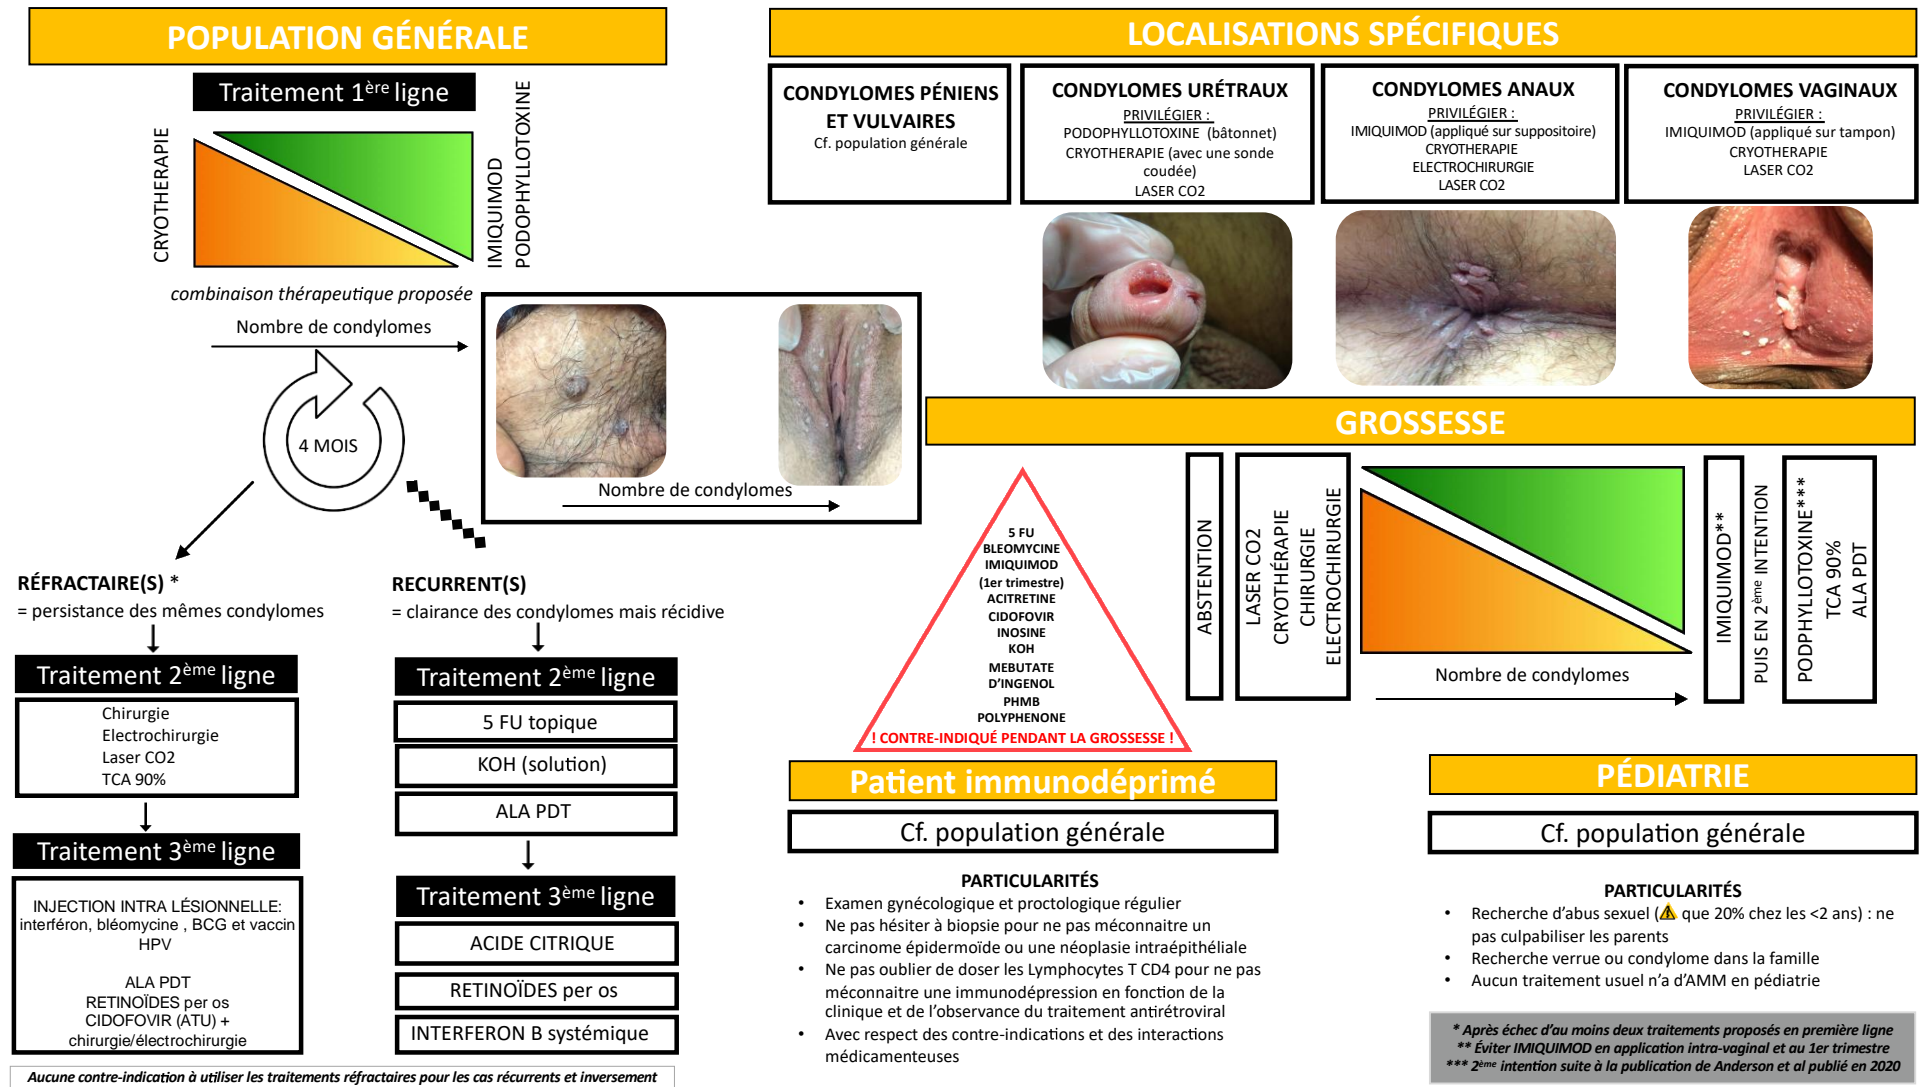 POPULATION GÉNÉRALE
Traitement 1ère ligne
CRYOTHERAPIE
IMIQUIMOD
PODOPHYLLOTOXINE
combinaison thérapeutique proposée
Nombre de condylomes
4 MOIS
Nombre de condylomes
RÉFRACTAIRE(S) *
= persistance des mêmes condylomes
Traitement 2ème ligne
Chirurgie
Electrochirurgie
Laser CO2
TCA 90%
Traitement 3ème ligne
INJECTION INTRA LÉSIONNELLE:
interféron, bléomycine , BCG et vaccin
HPV
ALA PDT
RETINOÏDES per os
CIDOFOVIR (ATU) +
chirurgie/électrochirurgie
RECURRENT(S)
= clairance des condylomes mais récidive
Traitement 2ème ligne
5 FU topique
KOH (solution)
ALA PDT
Traitement 3ème ligne
ACIDE CITRIQUE
RETINOÏDES per os
INTERFERON B systémique
Aucune contre-indication à utiliser les traitements réfractaires pour les cas récurrents et inversement
LOCALISATIONS SPÉCIFIQUES
CONDYLOMES PÉNIENS
ET VULVAIRES
Cf. population générale
CONDYLOMES URÉTRAUX
PRIVILÉGIER :
PODOPHYLLOTOXINE (bâtonnet)
CRYOTHERAPIE (avec une sonde
coudée)
LASER CO2
CONDYLOMES ANAUX
PRIVILÉGIER :
IMIQUIMOD (appliqué sur suppositoire)
CRYOTHERAPIE
ELECTROCHIRURGIE
LASER CO2
CONDYLOMES VAGINAUX
PRIVILÉGIER :
IMIQUIMOD (appliqué sur tampon)
CRYOTHERAPIE
LASER CO2
GROSSESSE
5 FU
BLEOMYCINE
IMIQUIMOD
(1er trimestre)
ACITRETINE
CIDOFOVIR
INOSINE
KOH
MEBUTATE
D'INGENOL
PHMB
POLYPHENONE
! CONTRE-INDIQUÉ PENDANT LA GROSSESSE !
ABSTENTION
LASER CO2
CRYOTHÉRAPIE
CHIRURGIE
ELECTROCHIRURGIE
Nombre de condylomes
IMIQUIMOD**
PUIS EN 2ème INTENTION
PODPHYLLOTOXINE***
TCA 90%
ALA PDT
Patient immunodéprimé
Cf. population générale
PARTICULARITÉS
• Examen gynécologique et proctologique régulier
• Ne pas hésiter à biopsie pour ne pas méconnaitre un
carcinome épidermoïde ou une néoplasie intraépithéliale
• Ne pas oublier de doser les Lymphocytes T CD4 pour ne pas
méconnaitre une immunodépression en fonction de la
clinique et de l'observance du traitement antirétroviral
• Avec respect des contre-indications et des interactions
médicamenteuses
PÉDIATRIE
Cf. population générale
PARTICULARITÉS
• Recherche d'abus sexuel (⚠ que 20% chez les <2 ans) : ne
pas culpabiliser les parents
• Recherche verrue ou condylome dans la famille
• Aucun traitement usuel n'a d'AMM en pédiatrie
* Après échec d'au moins deux traitements proposés en première ligne
** Éviter IMIQUIMOD en application intra-vaginal et au 1er trimestre
*** 2ème intention suite à la publication de Anderson et al publié en 2020